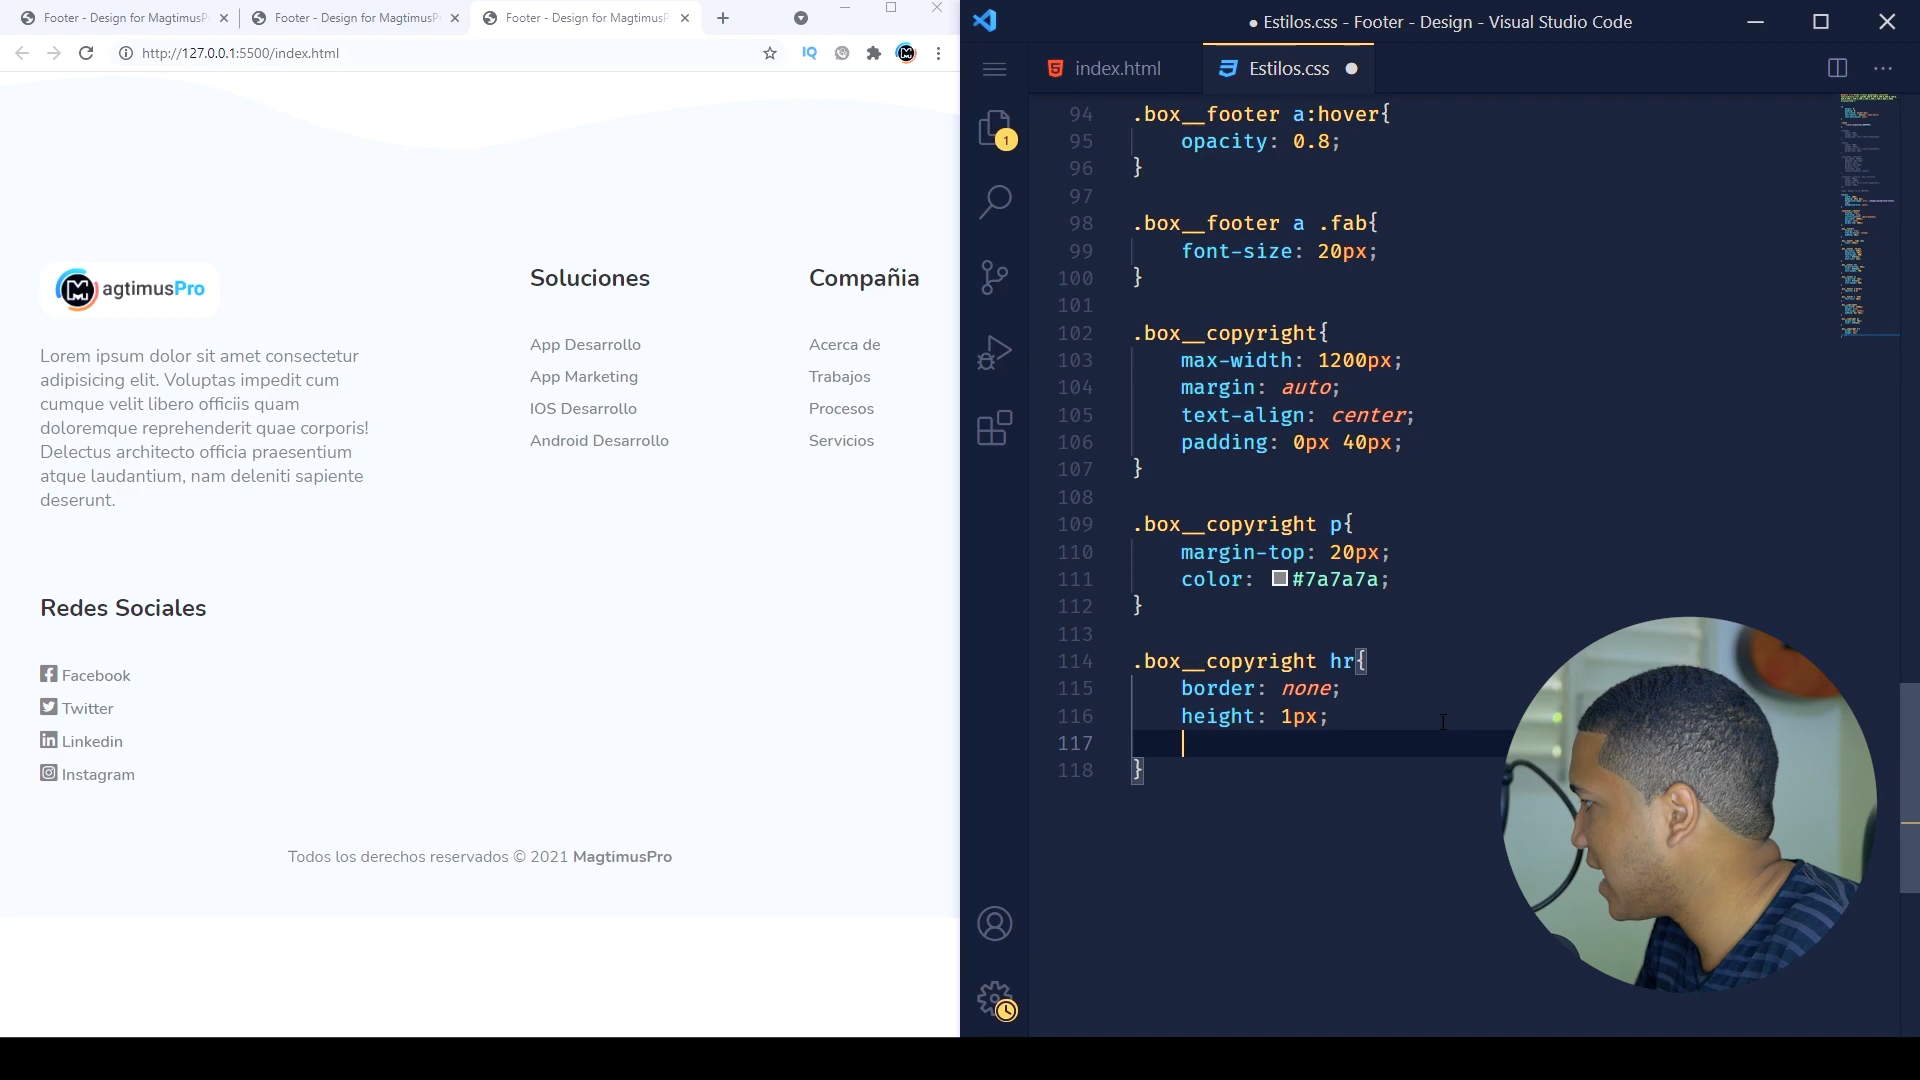 Footer - Design for MagtimusP
Footer - Design for MagtimusP
Footer - Design for MagtimusP
http://127.0.0.1:5500/index.html
IQ
agtimusPro
Lorem ipsum dolor sit amet consectetur
adipisicing elit. Voluptas impedit cum
cumque velit libero officiis quam
doloremque reprehenderit quae corporis!
Delectus architecto officia praesentium
atque laudantium, nam deleniti sapiente
deserunt.
Soluciones
App Desarrollo
App Marketing
IOS Desarrollo
Android Desarrollo
Compañia
Acerca de
Trabajos
Procesos
Servicios
Redes Sociales
Facebook
Twitter
Linkedin
Instagram
Todos los derechos reservados © 2021 MagtimusPro
● Estilos.css - Footer - Design - Visual Studio Code
index.html
Estilos.css
1
94 .box__footer a:hover{
95 opacity: 0.8;
96 }
97
98 .box__footer a .fab{
99 font-size: 20px;
100 }
101
102 .box__copyright{
103 max-width: 1200px;
104 margin: auto;
105 text-align: center;
106 padding: 0px 40px;
107 }
108
109 .box__copyright p{
110 margin-top: 20px;
111 color: #7a7a7a;
112 }
113
114 .box__copyright hr{
115 border: none;
116 height: 1px;
117
118 }